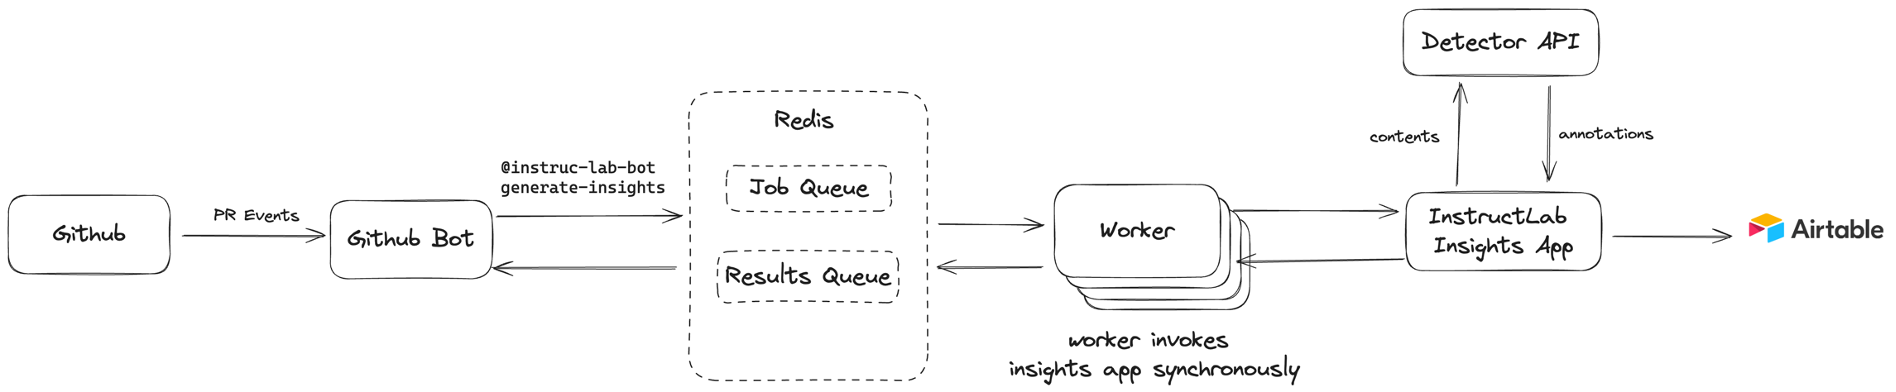 Github
PR Events
Github Bot
@instruc-lab-bot
generate-insights
Redis
Job Queue
Results Queue
Worker
worker invokes
insights app synchronously
Detector API
contents
annotations
InstructLab
Insights App
Airtable